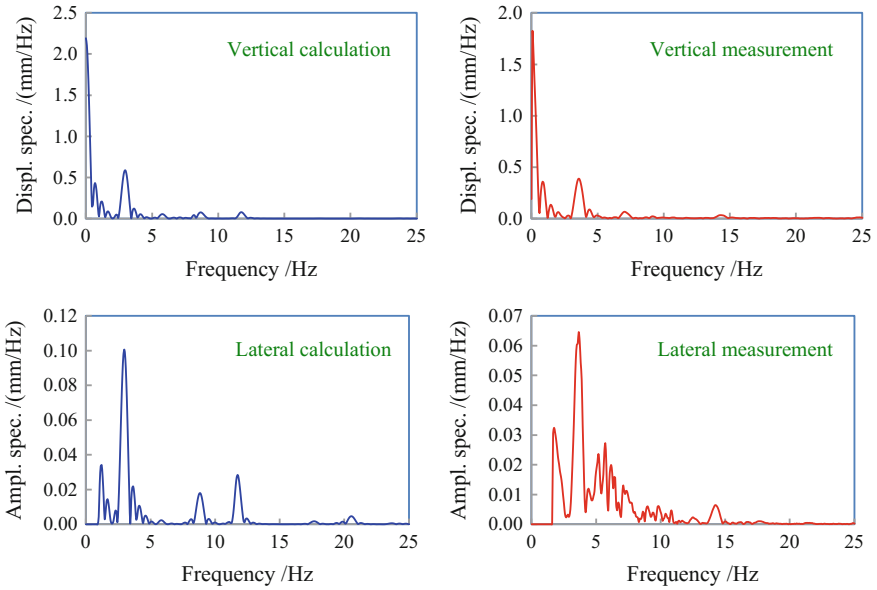 Displ. spec. /(mm/Hz)
2.5
2.0
1.5
1.0
0.5
0.0
Vertical calculation
0 5 10 15 20 25
Frequency /Hz
Displ. spec. /(mm/Hz)
2.0
1.5
1.0
0.5
0.0
Vertical measurement
0 5 10 15 20 25
Frequency /Hz
Ampl. spec. /(mm/Hz)
0.12
0.10
0.08
0.06
0.04
0.02
0.00
Lateral calculation
0 5 10 15 20 25
Frequency /Hz
Ampl. spec. /(mm/Hz)
0.07
0.06
0.05
0.04
0.03
0.02
0.01
0.00
Lateral measurement
0 5 10 15 20 25
Frequency /Hz